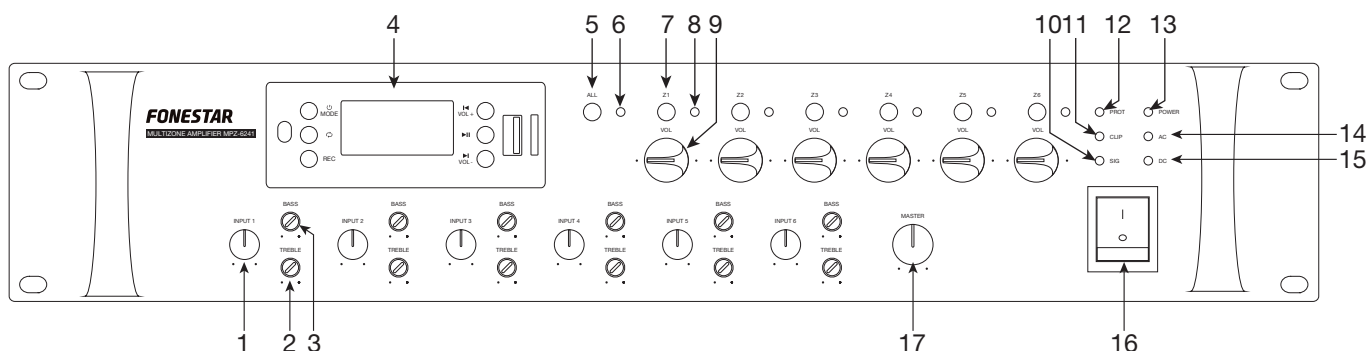 4 5 6 7 8 9 10 11 12 13
ALL Z1 Z2 Z3 Z4 Z5 Z6
FONESTAR
MULTIZONE AMPLIFIER MPZ-6241
MODE
VOL +
REC
VOL -
VOL VOL VOL VOL VOL VOL
PROT POWER
CLIP AC 14
SIG DC 15
BASS BASS BASS BASS BASS BASS
INPUT 1 INPUT 2 INPUT 3 INPUT 4 INPUT 5 INPUT 6 MASTER
TREBLE TREBLE TREBLE TREBLE TREBLE TREBLE
1 2 3 17 16